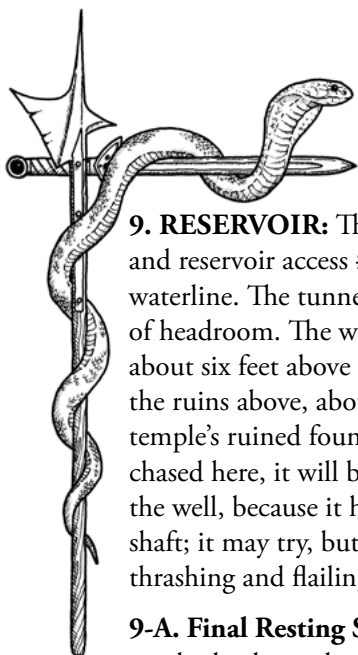 9. RESERVOIR: Th
and reservoir access
waterline. The tunne
of headroom. The w
about six feet above
the ruins above, abo
temple's ruined foun
chased here, it will b
the well, because it h
shaft; it may try, but
thrashing and flailin
9-A. Final Resting S